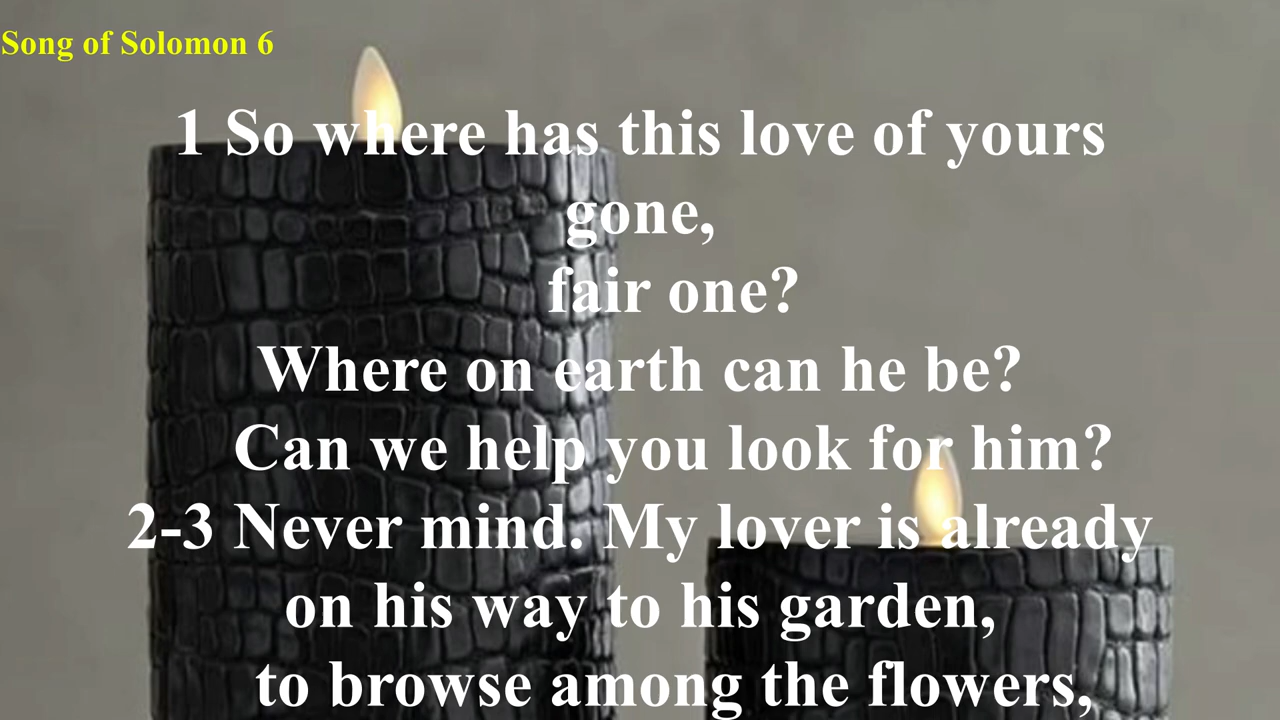 Song of Solomon 6
1 So where has this love of yours
gone,
fair one?
Where on earth can he be?
Can we help you look for him?
2-3 Never mind. My lover is already
on his way to his garden,
to browse among the flowers,